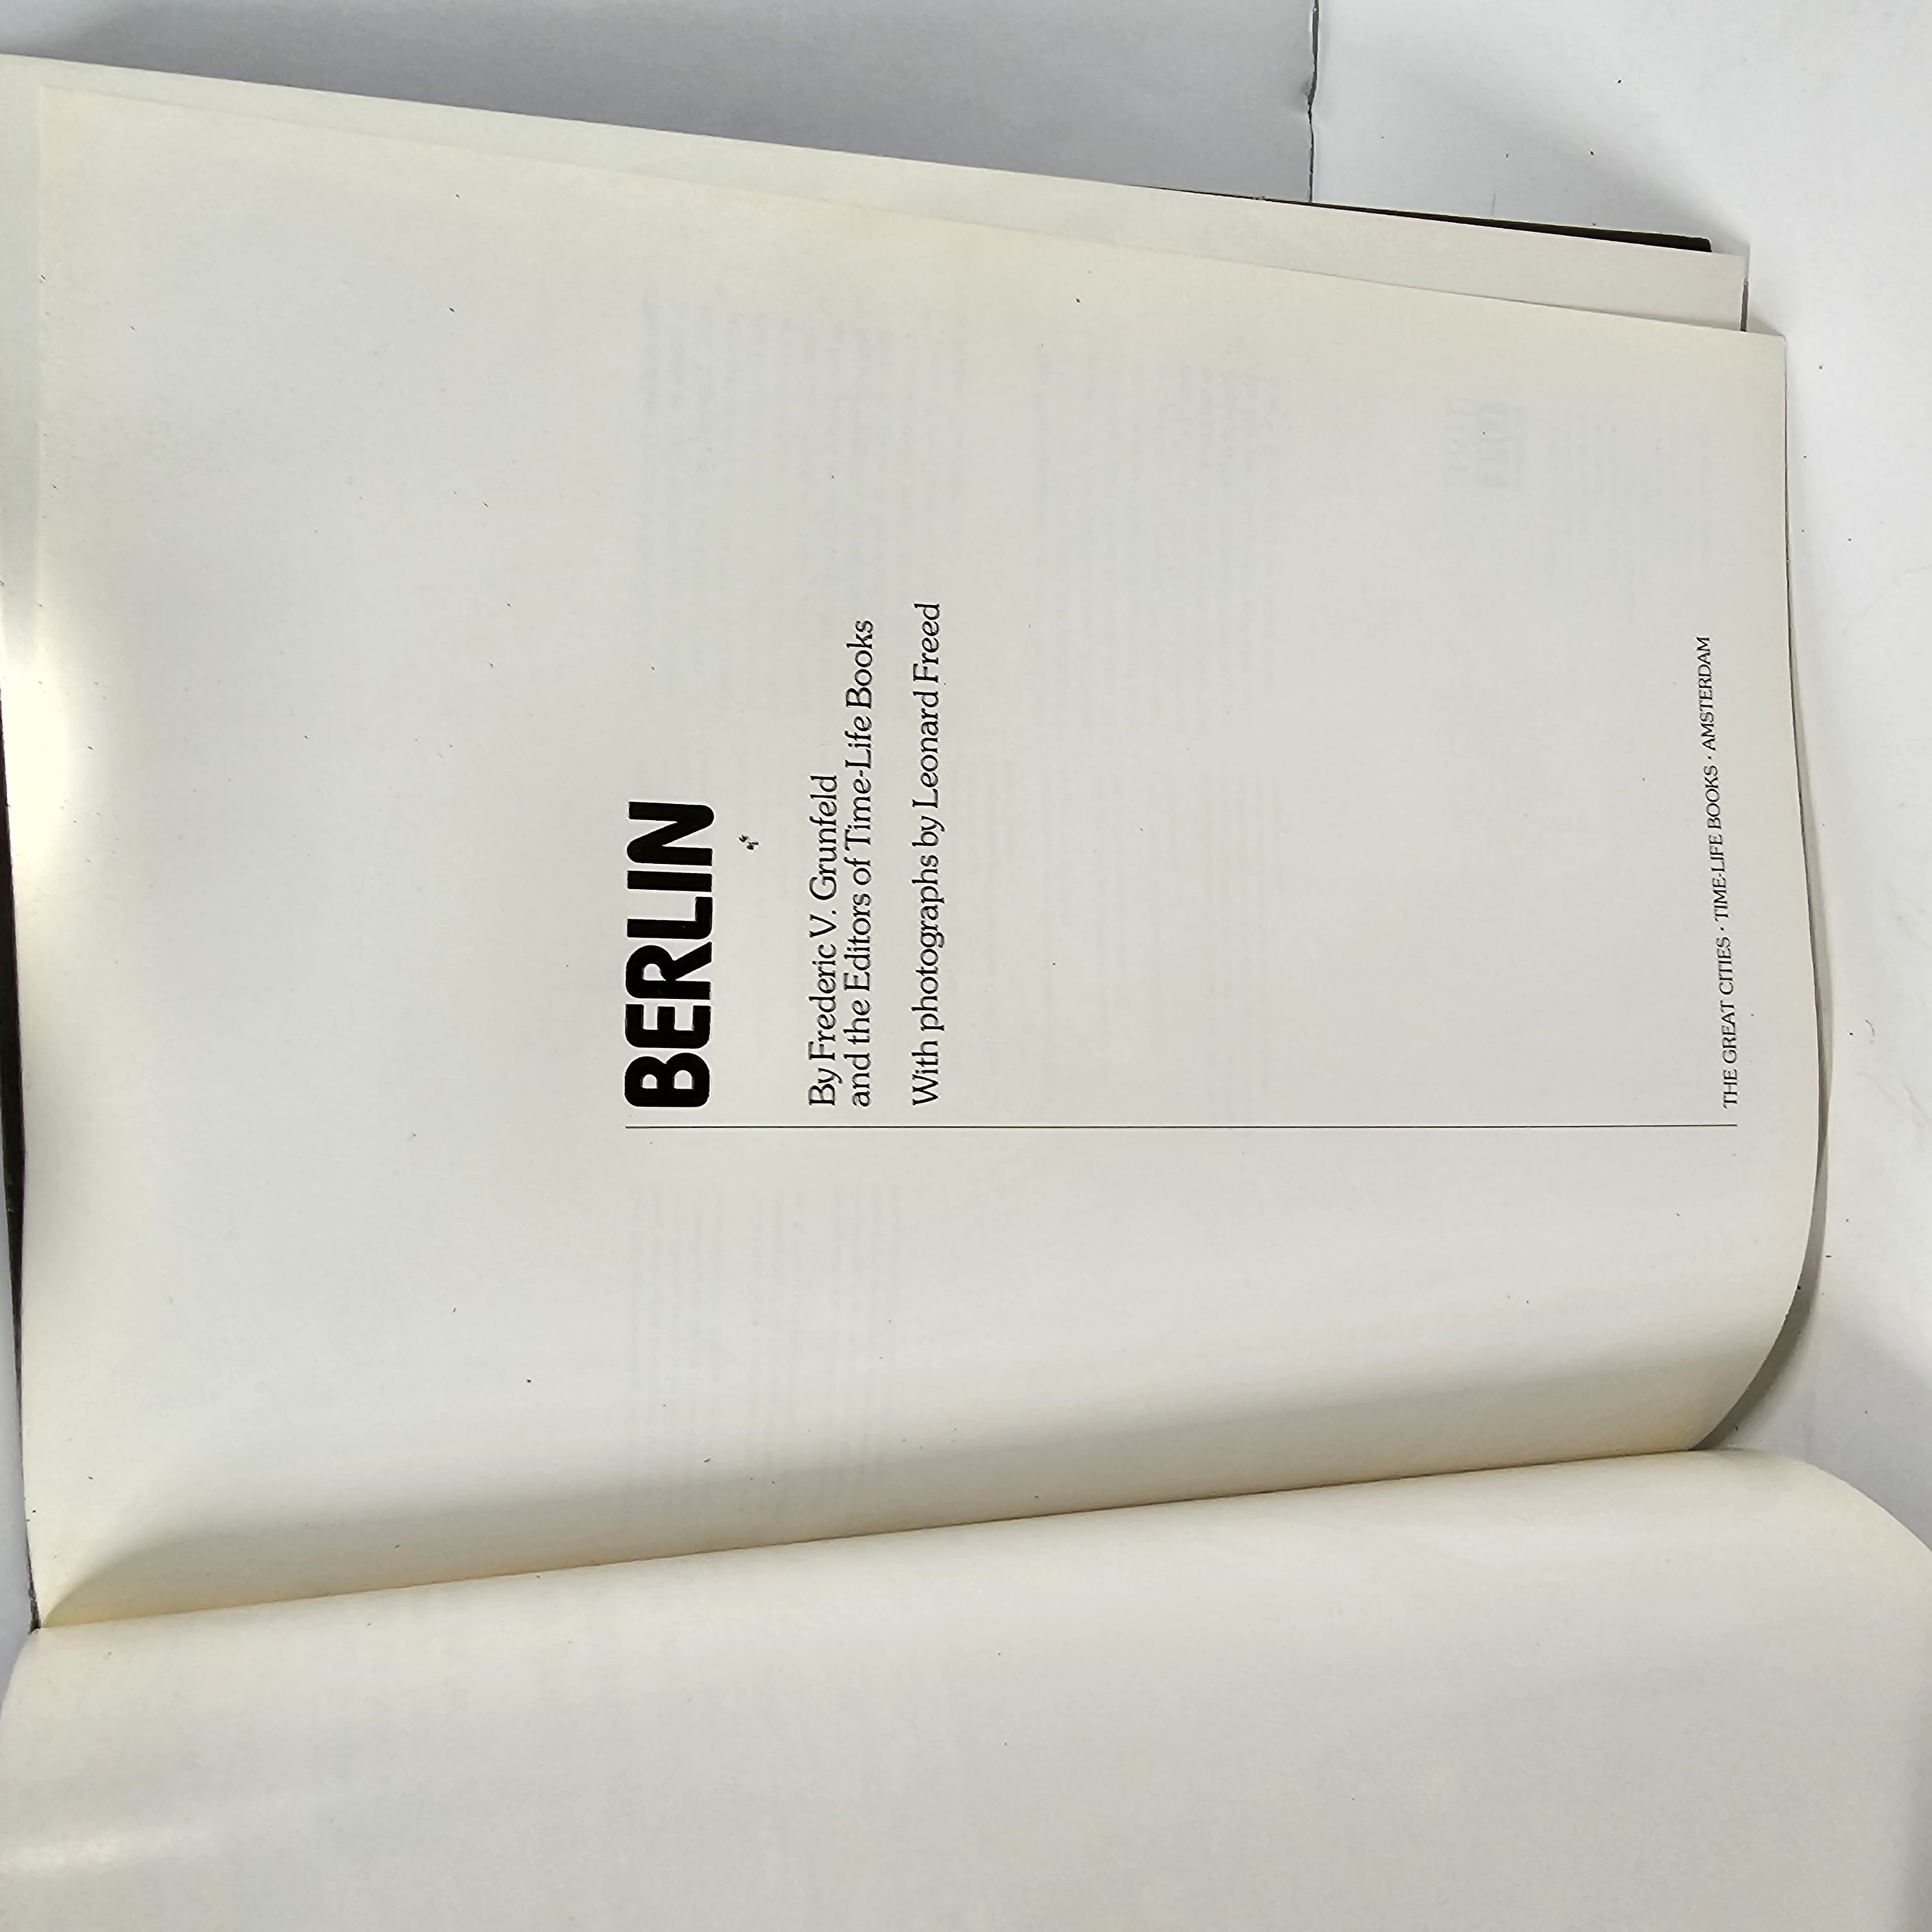 BERLIN
By Frederic V. Grunfeld
and the Editors of Time-Life Books
With photographs by Leonard Freed
THE GREAT CITIES · TIME-LIFE BOOKS · AMSTERDAM